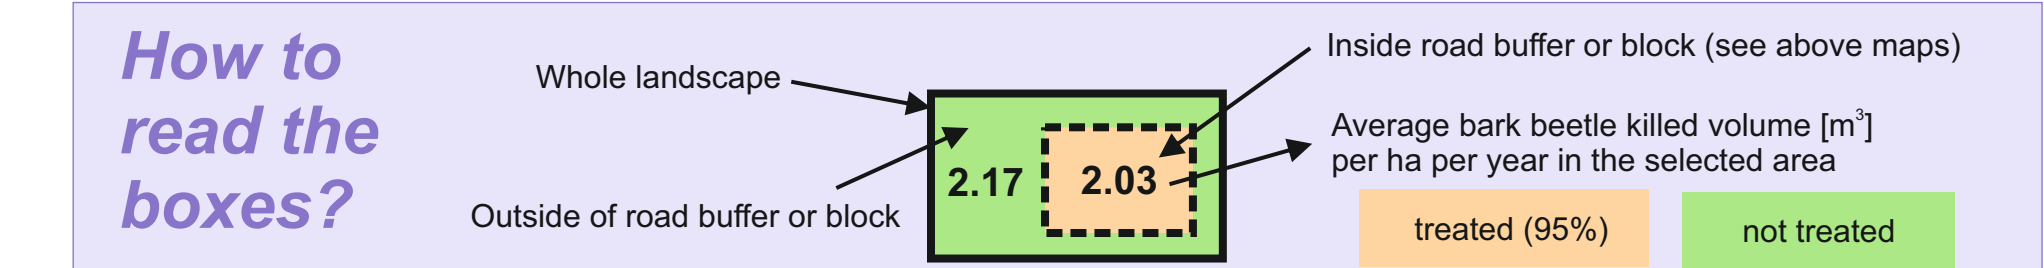 How to
read the
boxes?
Whole landscape
Outside of road buffer or block
2.17
2.03
Inside road buffer or block (see above maps)
Average bark beetle killed volume [m³]
per ha per year in the selected area
treated (95%)
not treated